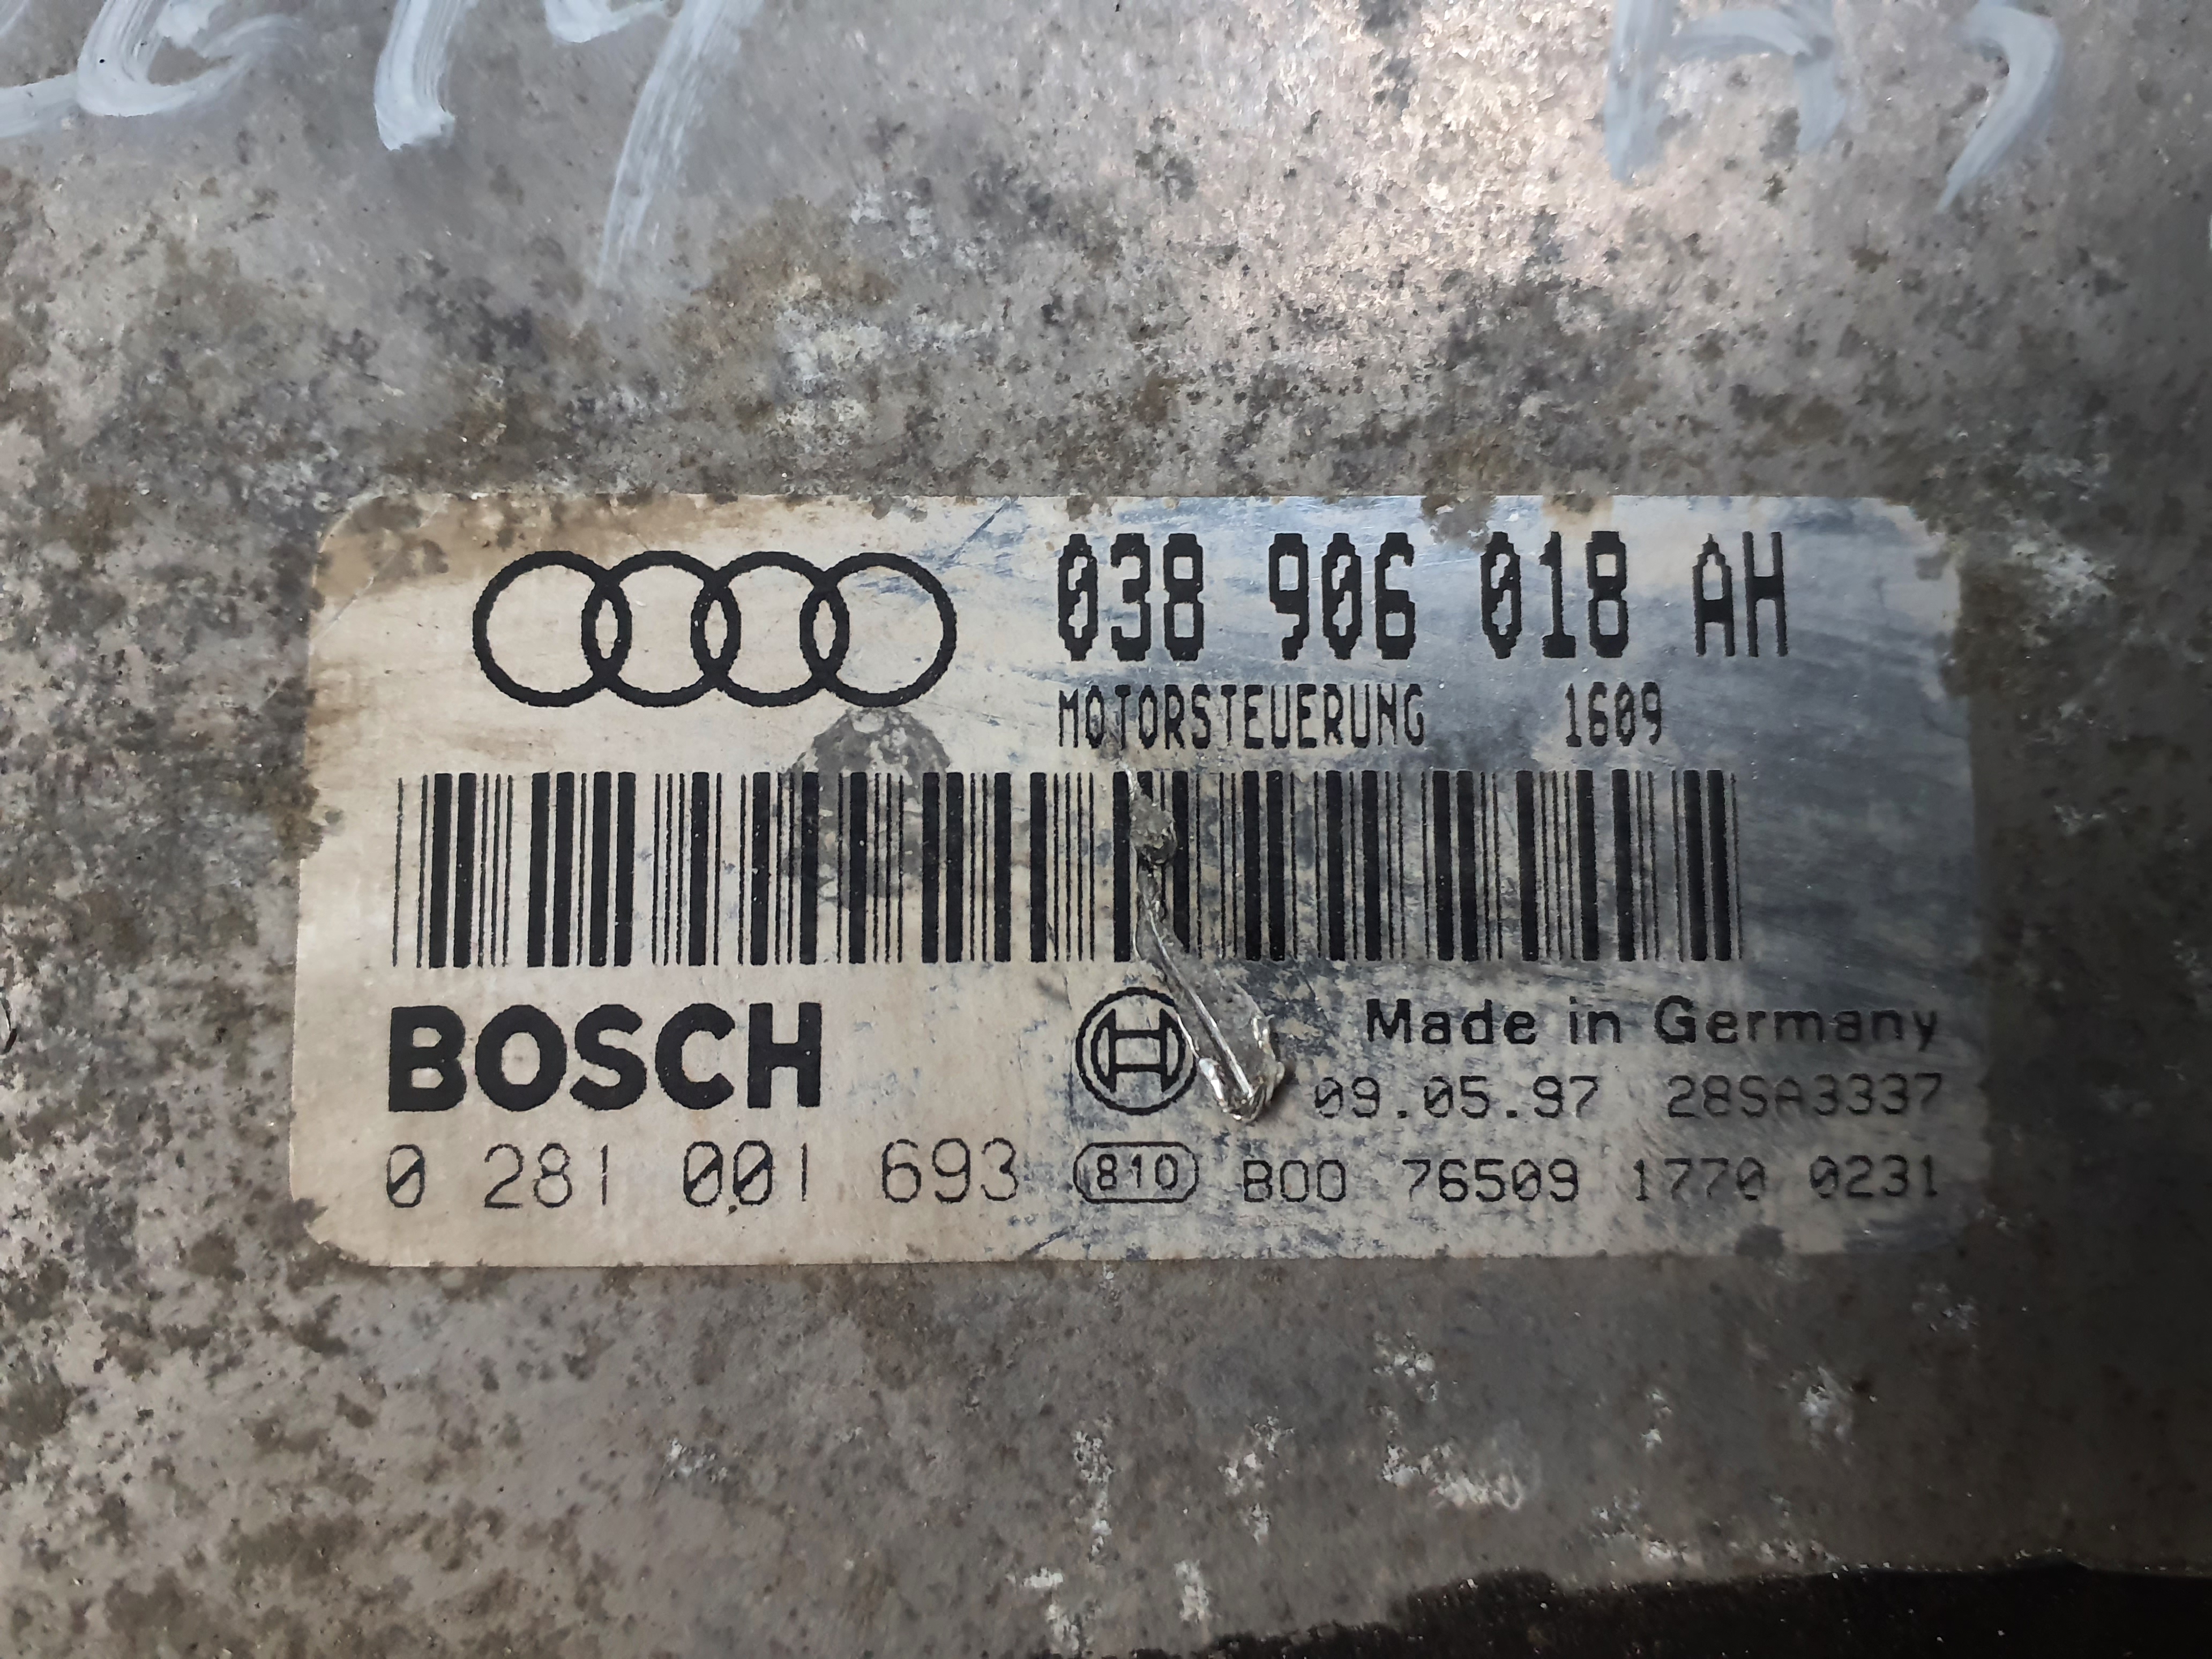 038 906 018 AH
MOTORSTEUERUNG 1609
BOSCH
Made in Germany
09.05.97 28SA3337
0 281 001 693 810 B00 76509 1770 0231